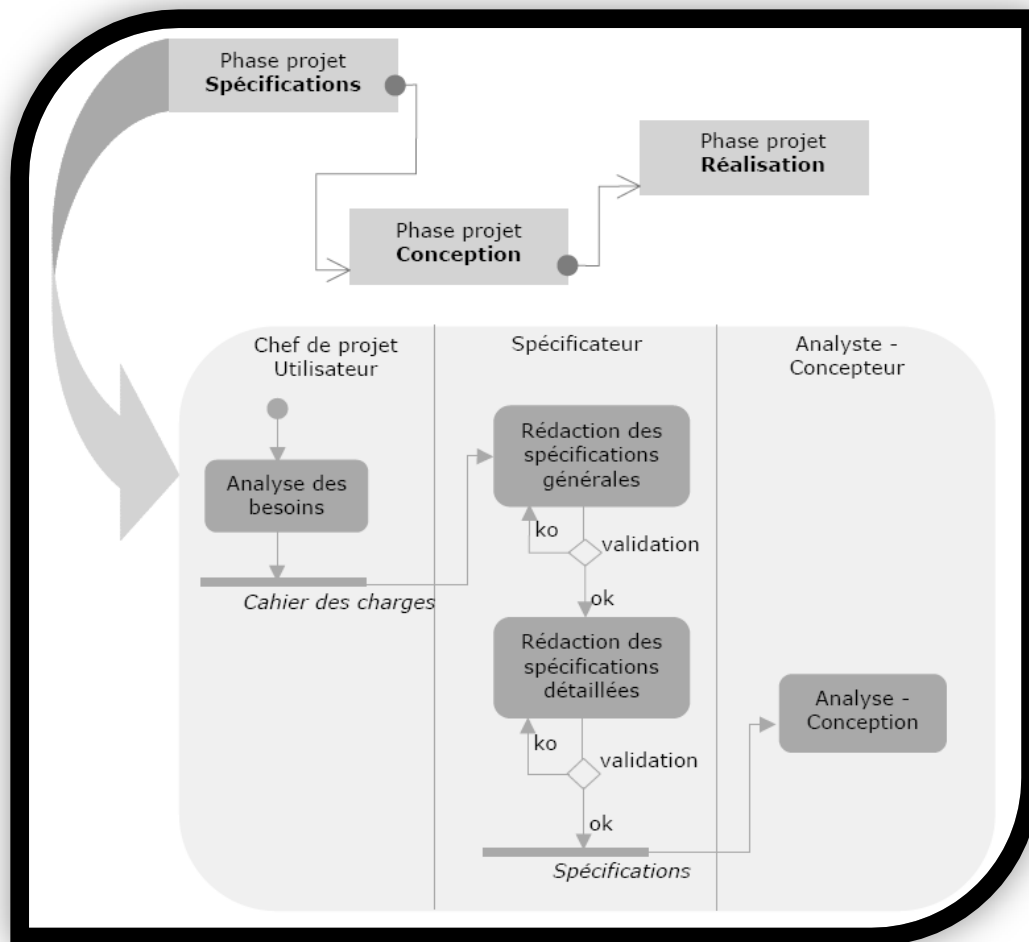 Phase projet
Spécifications
Phase projet
Réalisation
Phase projet
Conception
Chef de projet
Utilisateur
Spécificateur
Analyste -
Concepteur
Analyse des
besoins
Cahier des charges
Rédaction des
spécifications
générales
ko
validation
ok
Rédaction des
spécifications
détaillées
ko
validation
ok
Spécifications
Analyse -
Conception